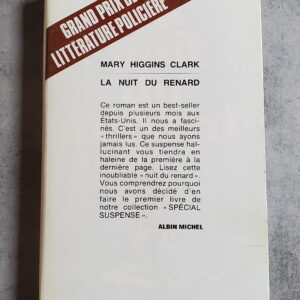 GRAND PRIX DE
LITTÉRATURE POLICIÈRE
MARY HIGGINS CLARK
LA NUIT DU RENARD
Ce roman est un best-seller
depuis plusieurs mois aux
États-Unis. Il nous a fasci-
nés. C'est un des meilleurs
« thrillers » que nous ayons
jamais lus. Ce suspense hal-
lucinant vous tiendra en
haleine de la première à la
dernière page. Lisez cette
inoubliable « nuit du renard ».
Vous comprendrez pourquoi
nous avons décidé d'en
faire le premier livre de
notre collection « SPÉCIAL
SUSPENSE ».
ALBIN MICHEL